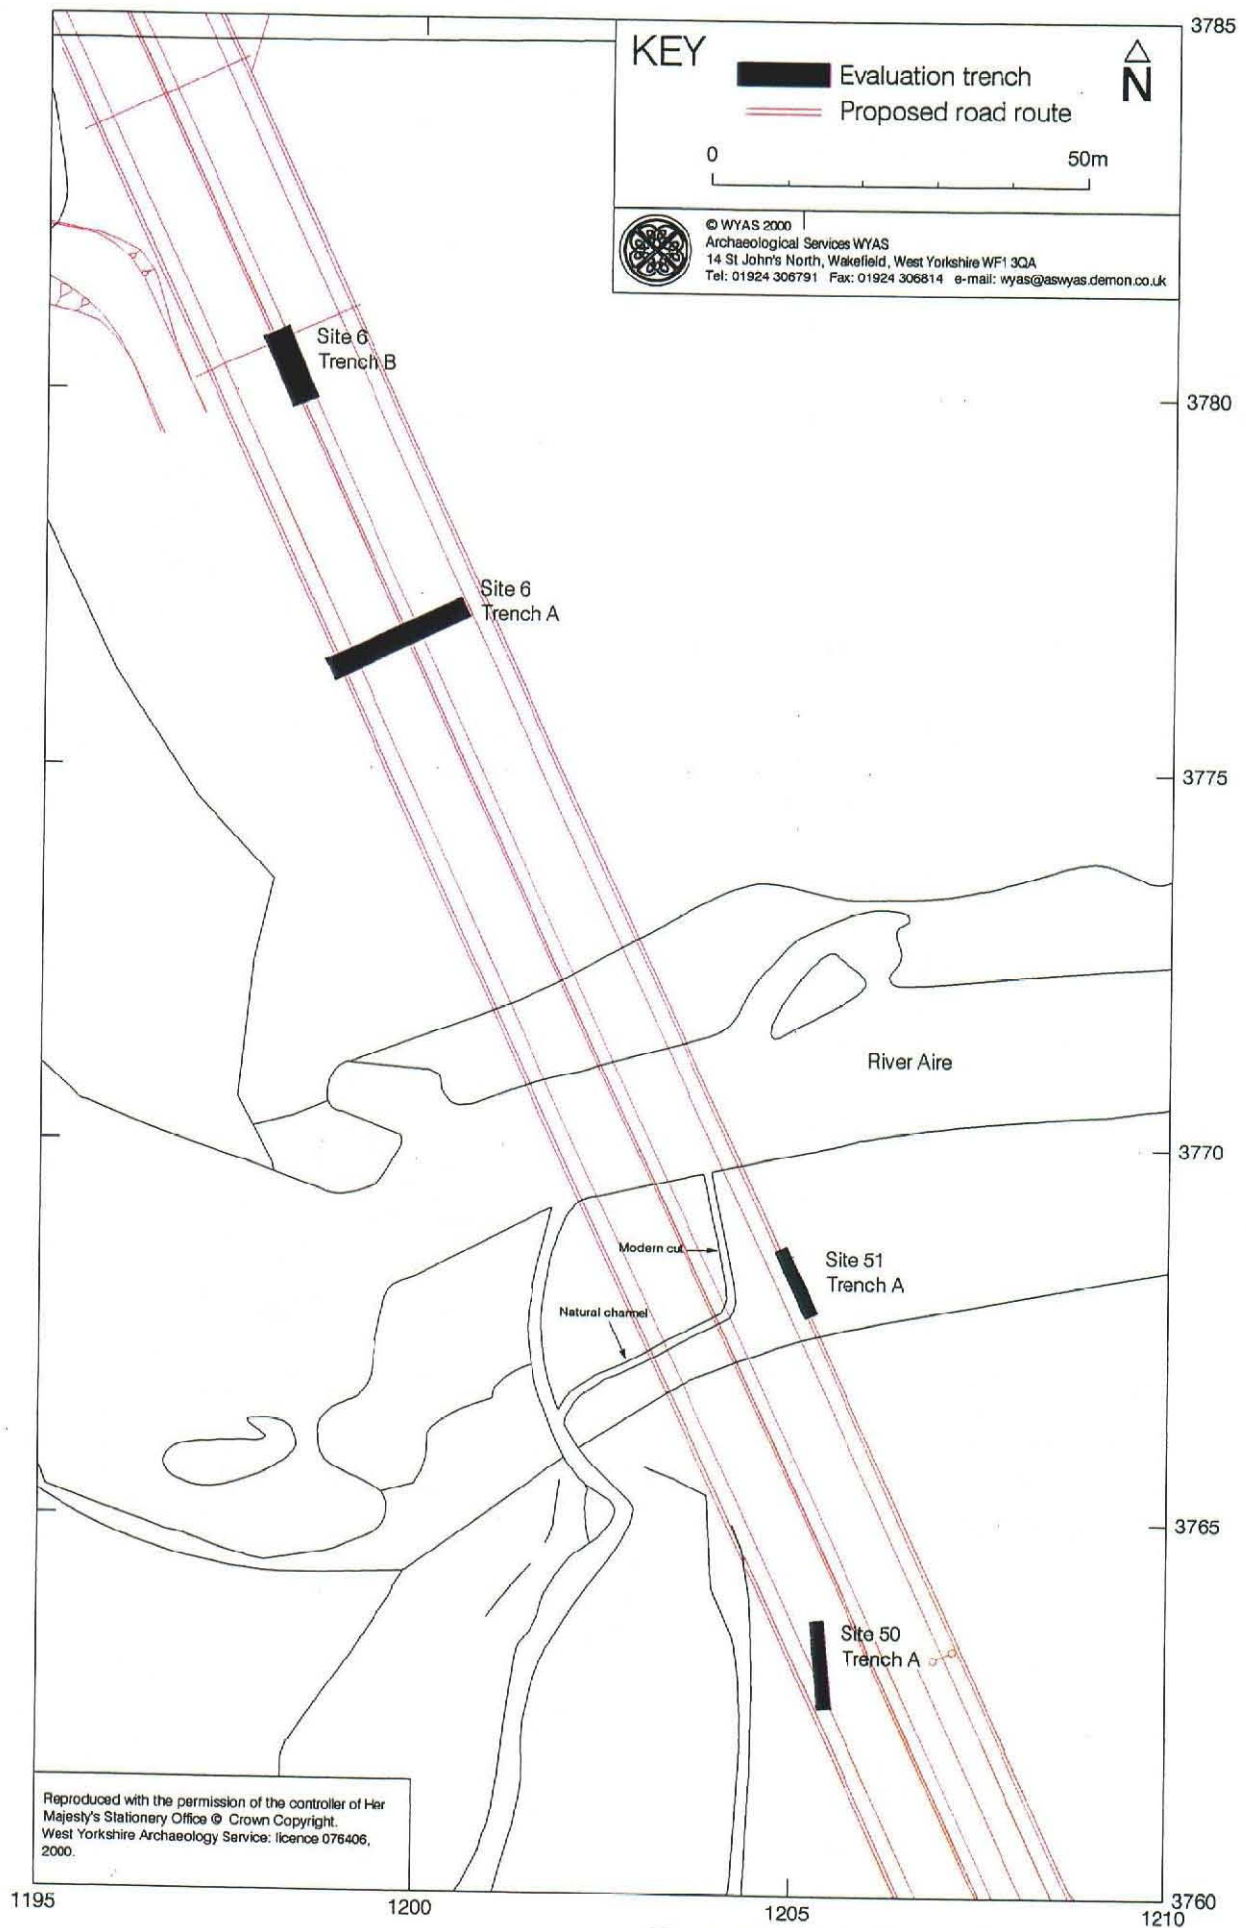 3785
KEY
N
Evaluation trench
Proposed road route
0 50m
© WYAS 2000
Archaeological Services WYAS
14 St John's North, Wakefield, West Yorkshire WF1 3QA
Tel: 01924 306791 Fax: 01924 306814 e-mail: wyas@aswyas.demon.co.uk
Site 6
Trench B
3780
Site 6
Trench A
3775
River Aire
3770
Modern cut
Site 51
Trench A
Natural channel
3765
Site 50
Trench A
Reproduced with the permission of the controller of Her
Majesty's Stationery Office © Crown Copyright.
West Yorkshire Archaeology Service: licence 076406,
2000.
3760
1195 1200 1205 1210